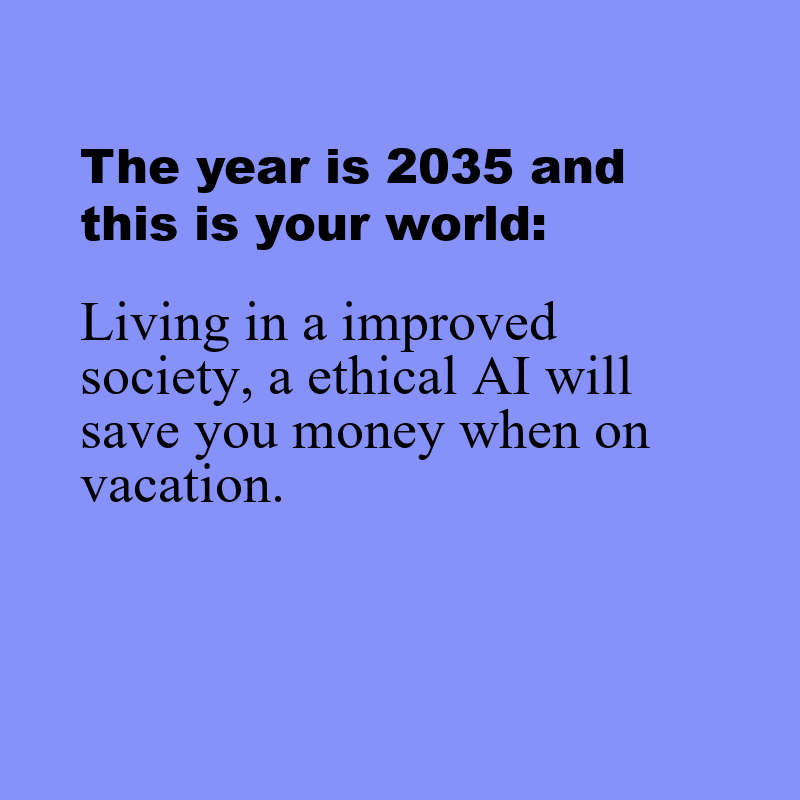 The year is 2035 and
this is your world:
Living in a improved
society, a ethical AI will
save you money when on
vacation.